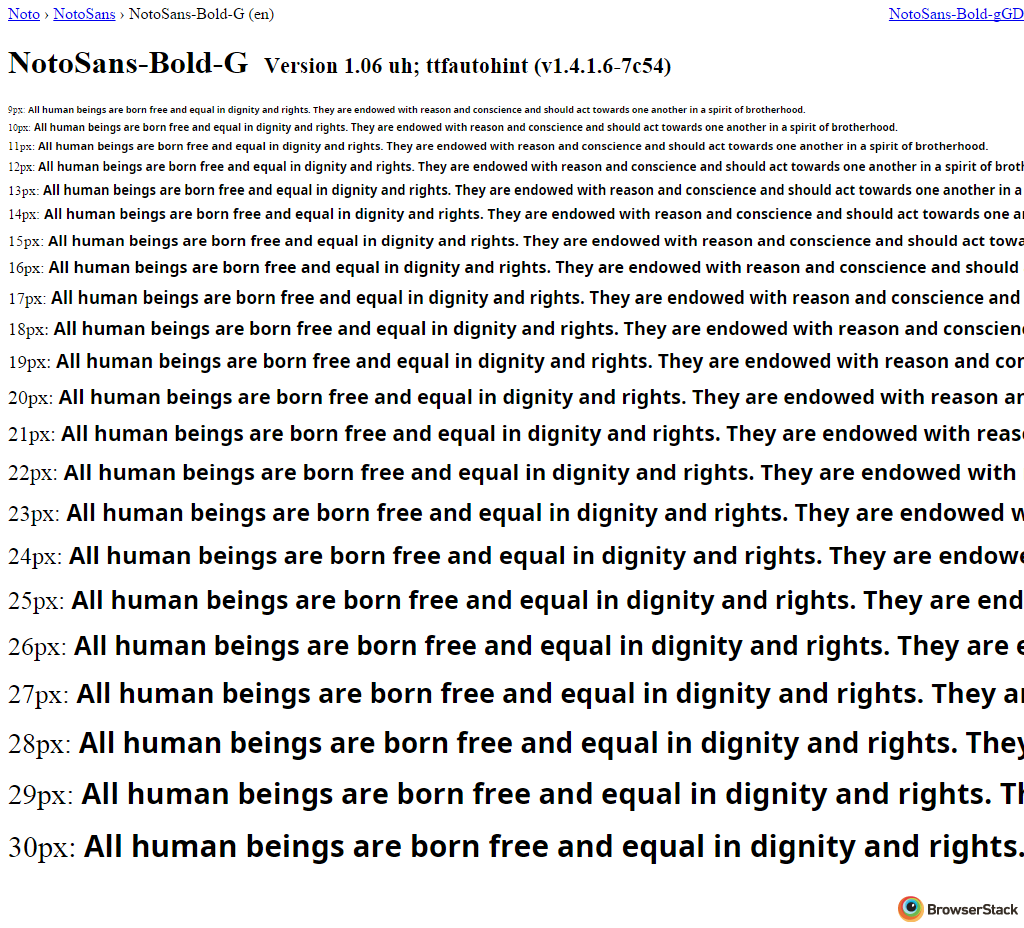 Noto › NotoSans › NotoSans-Bold-G (en) NotoSans-Bold-gGD
NotoSans-Bold-G Version 1.06 uh; ttfautohint (v1.4.1.6-7c54)
9px: All human beings are born free and equal in dignity and rights. They are endowed with reason and conscience and should act towards one another in a spirit of brotherhood.
10px: All human beings are born free and equal in dignity and rights. They are endowed with reason and conscience and should act towards one another in a spirit of brotherhood.
11px: All human beings are born free and equal in dignity and rights. They are endowed with reason and conscience and should act towards one another in a spirit of brotherhood.
12px: All human beings are born free and equal in dignity and rights. They are endowed with reason and conscience and should act towards one another in a spirit of broth
13px: All human beings are born free and equal in dignity and rights. They are endowed with reason and conscience and should act towards one another in a
14px: All human beings are born free and equal in dignity and rights. They are endowed with reason and conscience and should act towards one an
15px: All human beings are born free and equal in dignity and rights. They are endowed with reason and conscience and should act towa
16px: All human beings are born free and equal in dignity and rights. They are endowed with reason and conscience and should
17px: All human beings are born free and equal in dignity and rights. They are endowed with reason and conscience and
18px: All human beings are born free and equal in dignity and rights. They are endowed with reason and conscienc
19px: All human beings are born free and equal in dignity and rights. They are endowed with reason and con
20px: All human beings are born free and equal in dignity and rights. They are endowed with reason an
21px: All human beings are born free and equal in dignity and rights. They are endowed with reaso
22px: All human beings are born free and equal in dignity and rights. They are endowed with
23px: All human beings are born free and equal in dignity and rights. They are endowed w
24px: All human beings are born free and equal in dignity and rights. They are endowe
25px: All human beings are born free and equal in dignity and rights. They are end
26px: All human beings are born free and equal in dignity and rights. They are e
27px: All human beings are born free and equal in dignity and rights. They ar
28px: All human beings are born free and equal in dignity and rights. They
29px: All human beings are born free and equal in dignity and rights. Th
30px: All human beings are born free and equal in dignity and rights.
BrowserStack